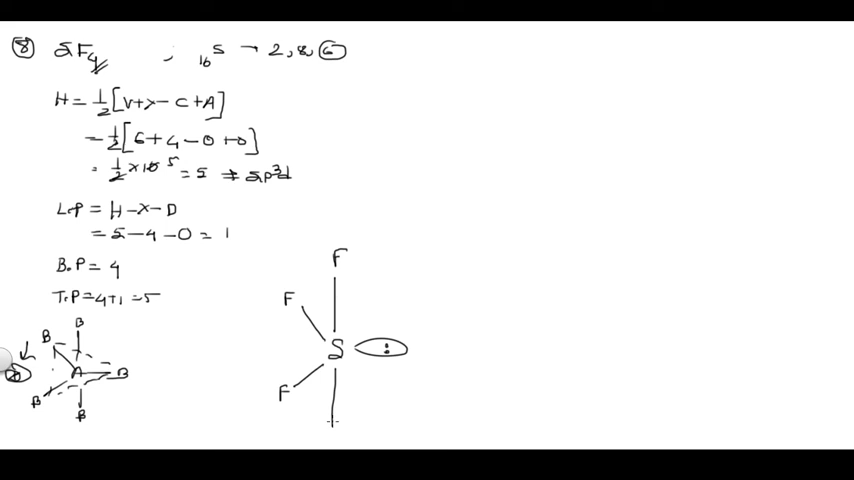 ⑧ SF₄ ; ₁₆S → 2, 8, ⑥
H = 1/2 [V+X-C+A]
= 1/2 [6+4-0+0]
= 1/2 × 10 5 = 5 ⇒ SP³d
L.P = H-X-D
= 5-4-0 = 1
B.P = 4
T.P = 4+1 = 5
B
B
A B
B
B
F
F
S :
F